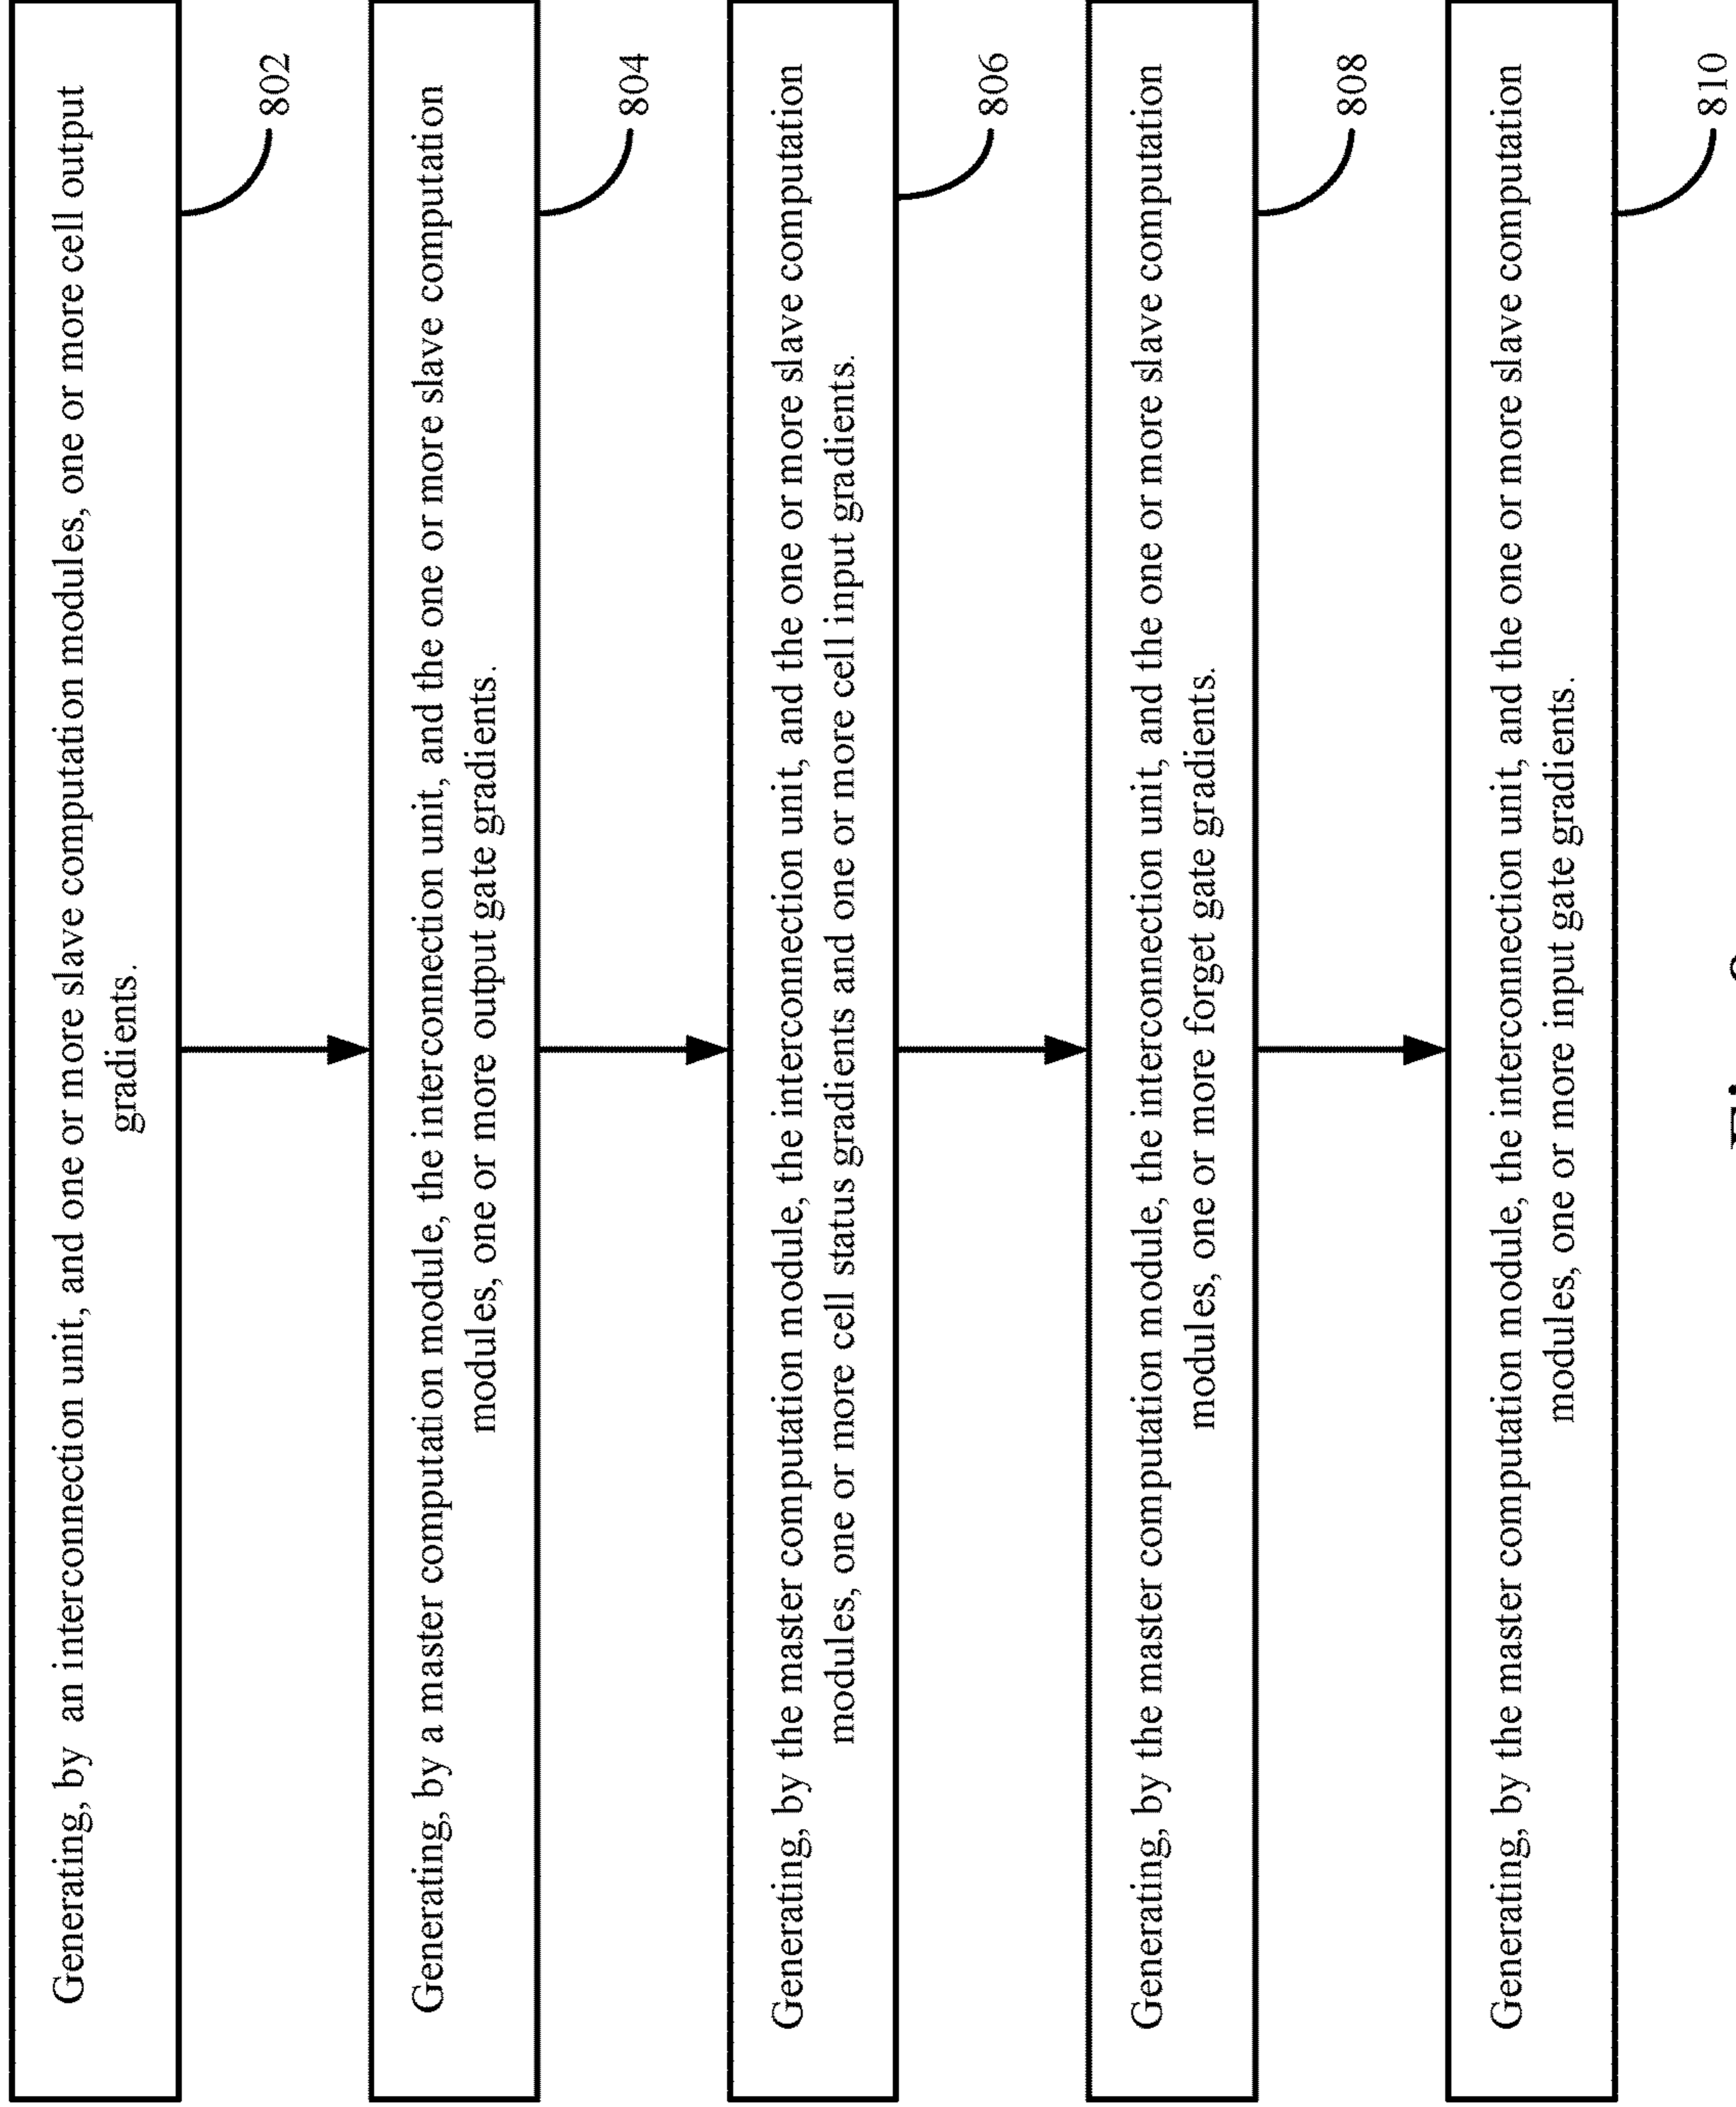 Generating, by an interconnection unit, and one or more slave computation modules, one or more cell output
gradients.
802
Generating, by a master computation module, the interconnection unit, and the one or more slave computation
modules, one or more output gate gradients.
804
Generating, by the master computation module, the interconnection unit, and the one or more slave computation
modules, one or more cell status gradients and one or more cell input gradients.
806
Generating, by the master computation module, the interconnection unit, and the one or more slave computation
modules, one or more forget gate gradients.
808
Generating, by the master computation module, the interconnection unit, and the one or more slave computation
modules, one or more input gate gradients.
810